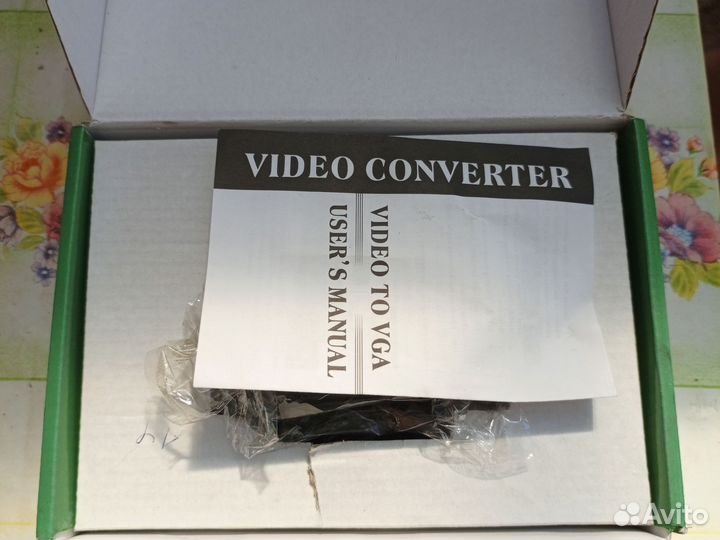 VIDEO CONVERTER
VIDEO TO VGA
USER'S MANUAL
Avito